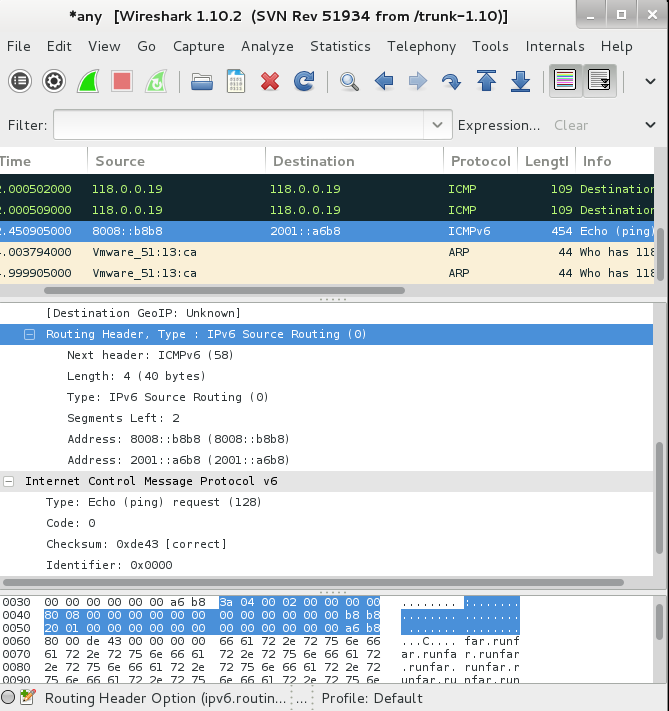 *any [Wireshark 1.10.2 (SVN Rev 51934 from /trunk-1.10)]
File Edit View Go Capture Analyze Statistics Telephony Tools Internals Help
Filter: Expression... Clear
Time Source Destination Protocol Lengtl Info
2.000502000 118.0.0.19 118.0.0.19 ICMP 109 Destination
2.000509000 118.0.0.19 118.0.0.19 ICMP 109 Destination
2.450905000 8008::b8b8 2001::a6b8 ICMPv6 454 Echo (ping)
.003794000 Vmware_51:13:ca ARP 44 Who has 118
.999905000 Vmware_51:13:ca ARP 44 Who has 118
[Destination GeoIP: Unknown]
Routing Header, Type : IPv6 Source Routing (0)
Next header: ICMPv6 (58)
Length: 4 (40 bytes)
Type: IPv6 Source Routing (0)
Segments Left: 2
Address: 8008::b8b8 (8008::b8b8)
Address: 2001::a6b8 (2001::a6b8)
Internet Control Message Protocol v6
Type: Echo (ping) request (128)
Code: 0
Checksum: 0xde43 [correct]
Identifier: 0x0000
0030 00 00 00 00 00 00 a6 b8 3a 04 00 02 00 00 00 00 ........ :.......
0040 80 08 00 00 00 00 00 00 00 00 00 00 00 00 b8 b8 ........ ........
0050 20 01 00 00 00 00 00 00 00 00 00 00 00 00 a6 b8 ....... ........
0060 80 00 de 43 00 00 00 00 66 61 72 2e 72 75 6e 66 ...C.... far.runf
0070 61 72 2e 72 75 6e 66 61 72 2e 72 75 6e 66 61 72 ar.runfa r.runfar
0080 2e 72 75 6e 66 61 72 2e 72 75 6e 66 61 72 2e 72 .runfar. runfar.r
0090 75 6e 66 61 72 2e 72 75 6e 66 61 72 2e 72 75 6e unfar.ru nfar.run
Routing Header Option (ipv6.routin... ... Profile: Default